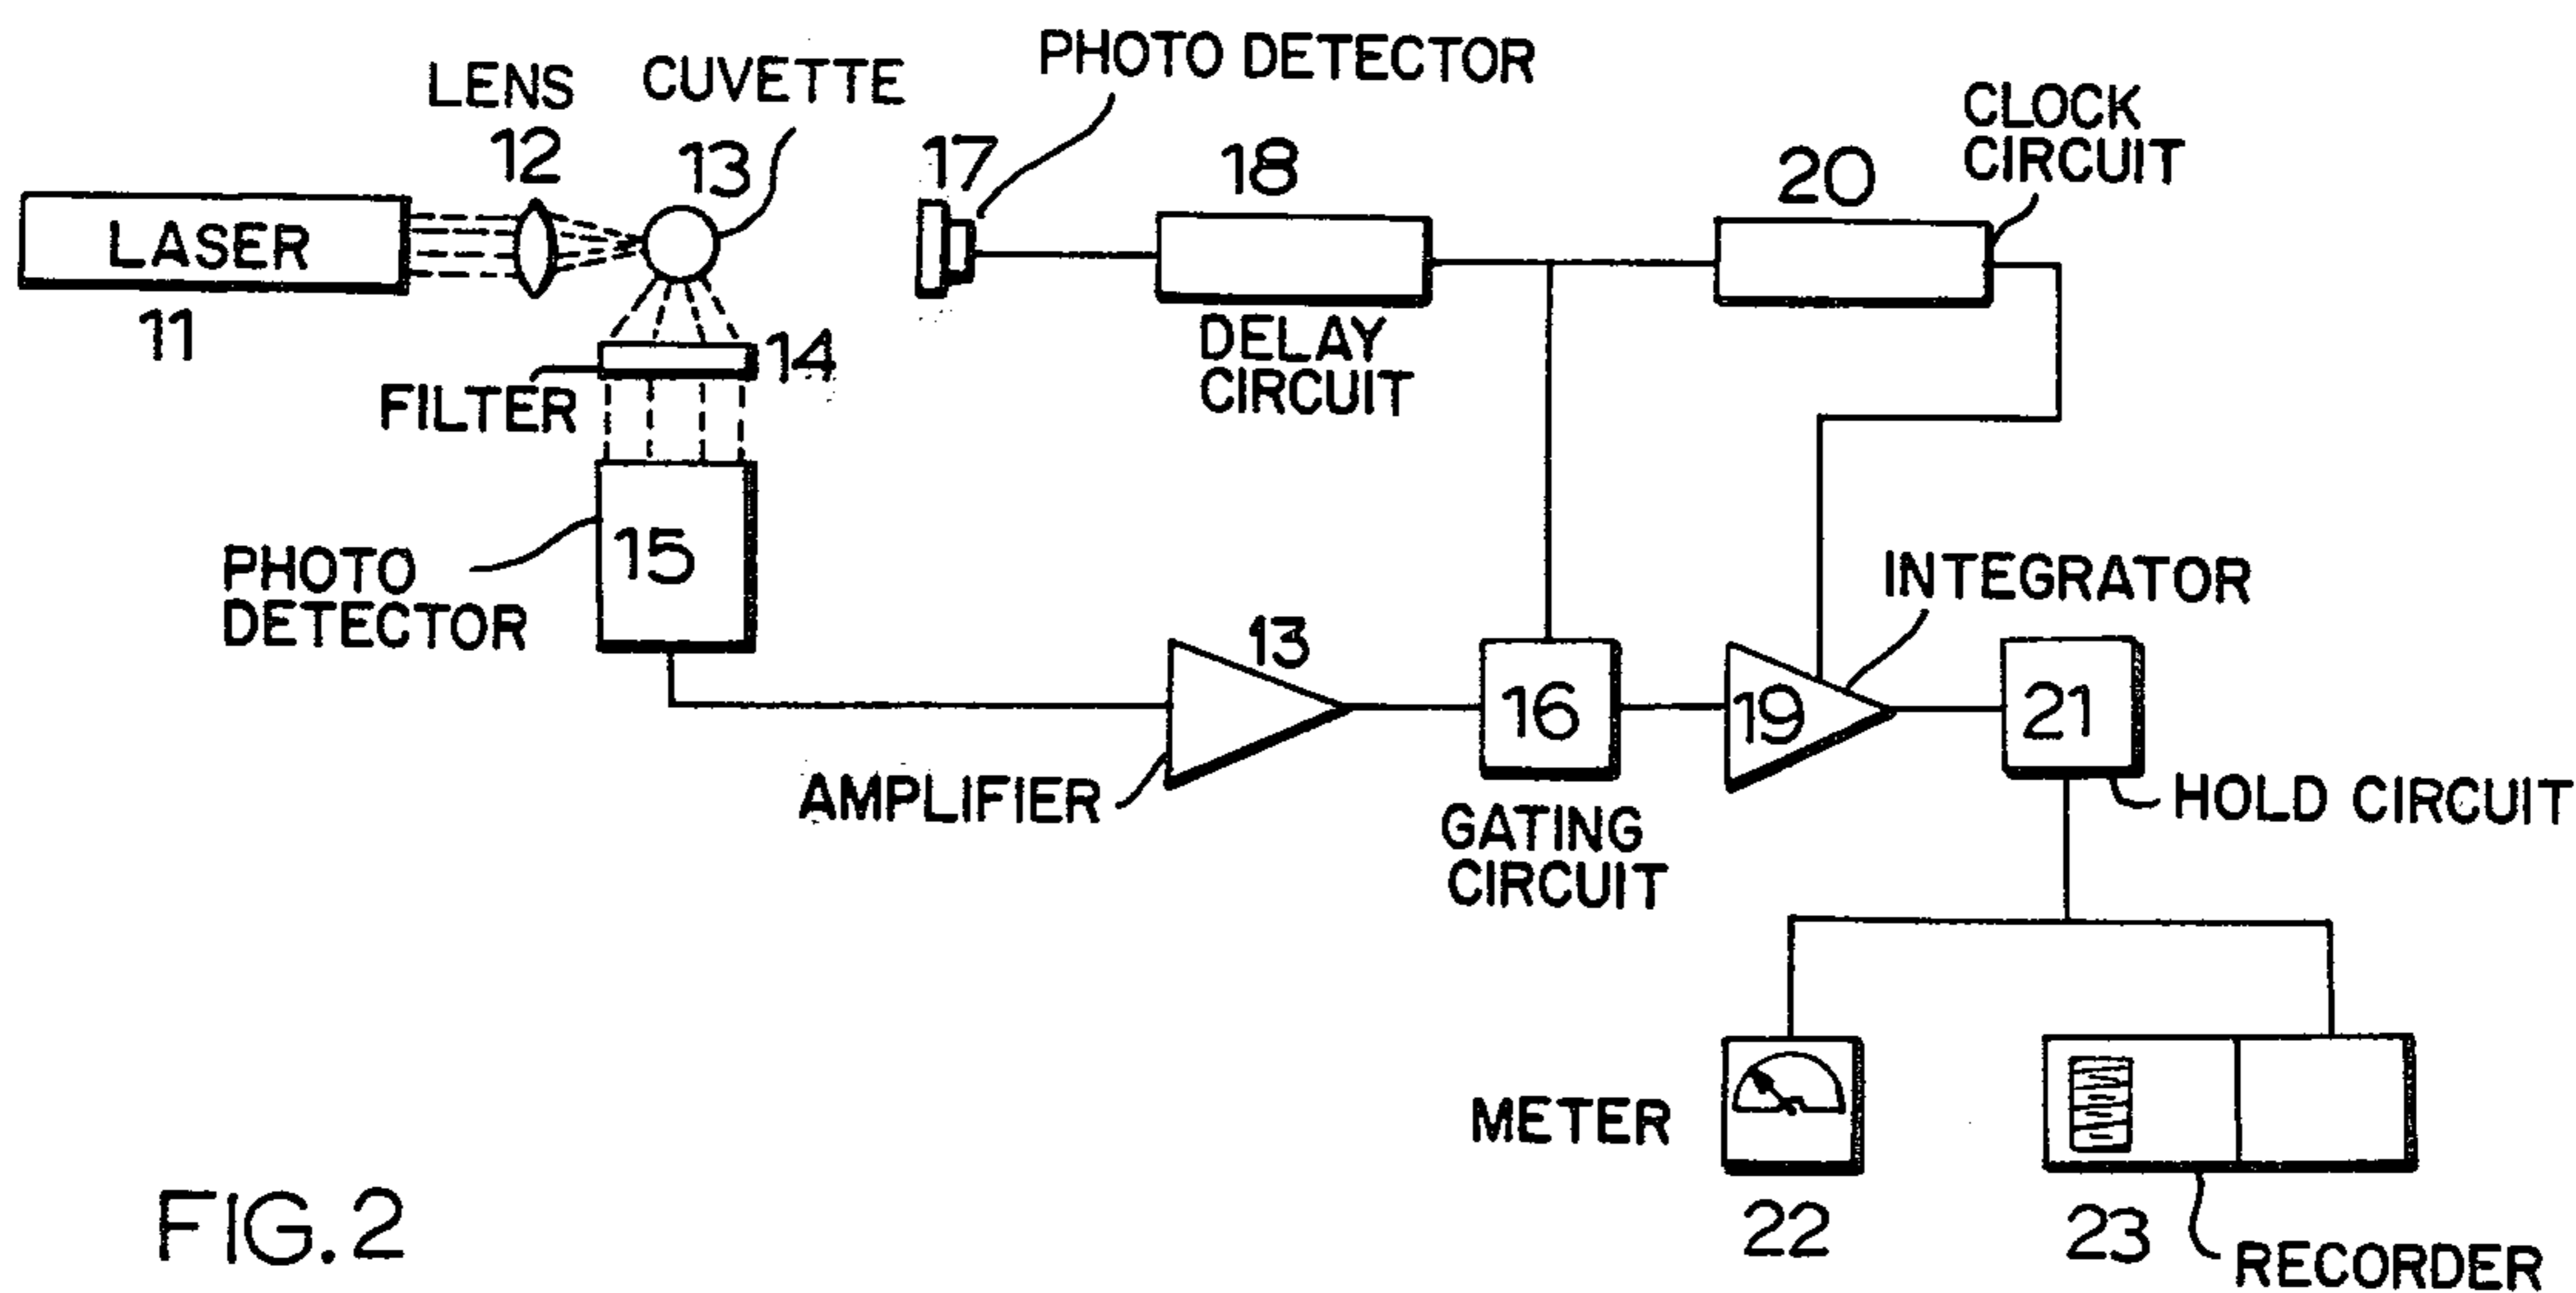 PHOTO DETECTOR
LENS
CUVETTE
CLOCK
CIRCUIT
12
13
17
18
20
LASER
11
14
FILTER
DELAY
CIRCUIT
15
PHOTO
DETECTOR
INTEGRATOR
13
16
19
21
AMPLIFIER
HOLD CIRCUIT
GATING
CIRCUIT
METER
22
23
RECORDER
FIG. 2